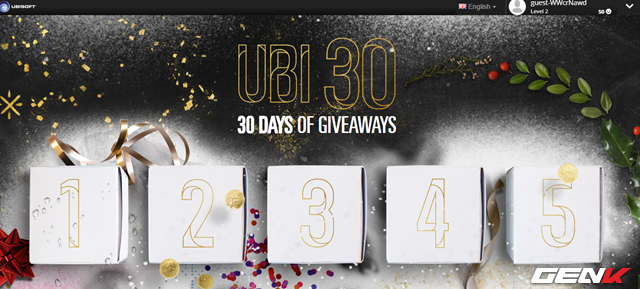 UBISOFT
English
guest-WWcrNawd
Level 2
50
UBI 30
30 DAYS OF GIVEAWAYS
1 2 3 4 5
GENK